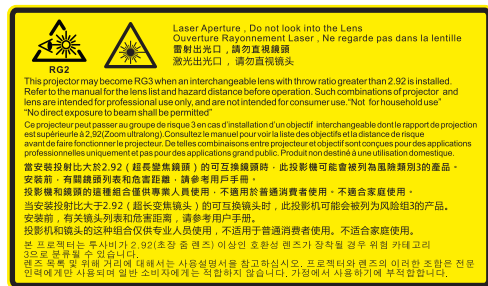 Laser Aperture , Do not look into the Lens
Ouverture Rayonnement Laser , Ne regarde pas dans la lentille
雷射出光口，請勿直視鏡頭
激光出光口，请勿直视镜头
RG2
This projector may become RG3 when an interchangeable lens with throw ratio greater than 2.92 is installed.
Refer to the manual for the lens list and hazard distance before operation. Such combinations of projector and
lens are intended for professional use only, and are not intended for consumer use."Not for household use"
"No direct exposure to beam shall be permitted"
Ce projecteur peut passer au groupe de risque 3 en cas d'installation d'un objectif interchangeable dont le rapport de projection
est supérieure à 2,92(Zoom ultralong).Consultez le manuel pour voir la liste des objectifs et la distance de risque
avant de faire fonctionner le projecteur. De telles combinaisons entre projecteur et objectif sont conçues pour des applications
professionnelles uniquement et pas pour des applications grand public. Produit non destiné à une utilisation domestique.
當安裝投射比大於2.92（超長變焦鏡頭）的可互換鏡頭時，此投影機可能會被列為風險類別3的產品。
安裝前，有關鏡頭列表和危害距離，請參考用戶手冊。
投影機和鏡頭的這種組合僅供專業人員使用，不適用於普通消費者使用。不適合家庭使用。
当安装投射比大于2.92（超长变焦镜头）的可互换镜头时，此投影机可能会被列为风险组3的产品。
安装前，有关镜头列表和危害距离，请参考用户手册。
投影机和镜头的这种组合仅供专业人员使用，不适用于普通消费者使用。不适合家庭使用。
본 프로젝터는 투사비가 2.92(초장 줌 렌즈) 이상인 호환성 렌즈가 장착될 경우 위험 카테고리
3으로 분류될 수 있습니다.
렌즈 목록 및 위해 거리에 대해서는 사용설명서를 참고하십시오. 프로젝터와 렌즈의 이러한 조합은 전문
인력에게만 사용되며 일반 소비자에게는 적합하지 않습니다. 가정에서 사용하기에 부적합합니다.